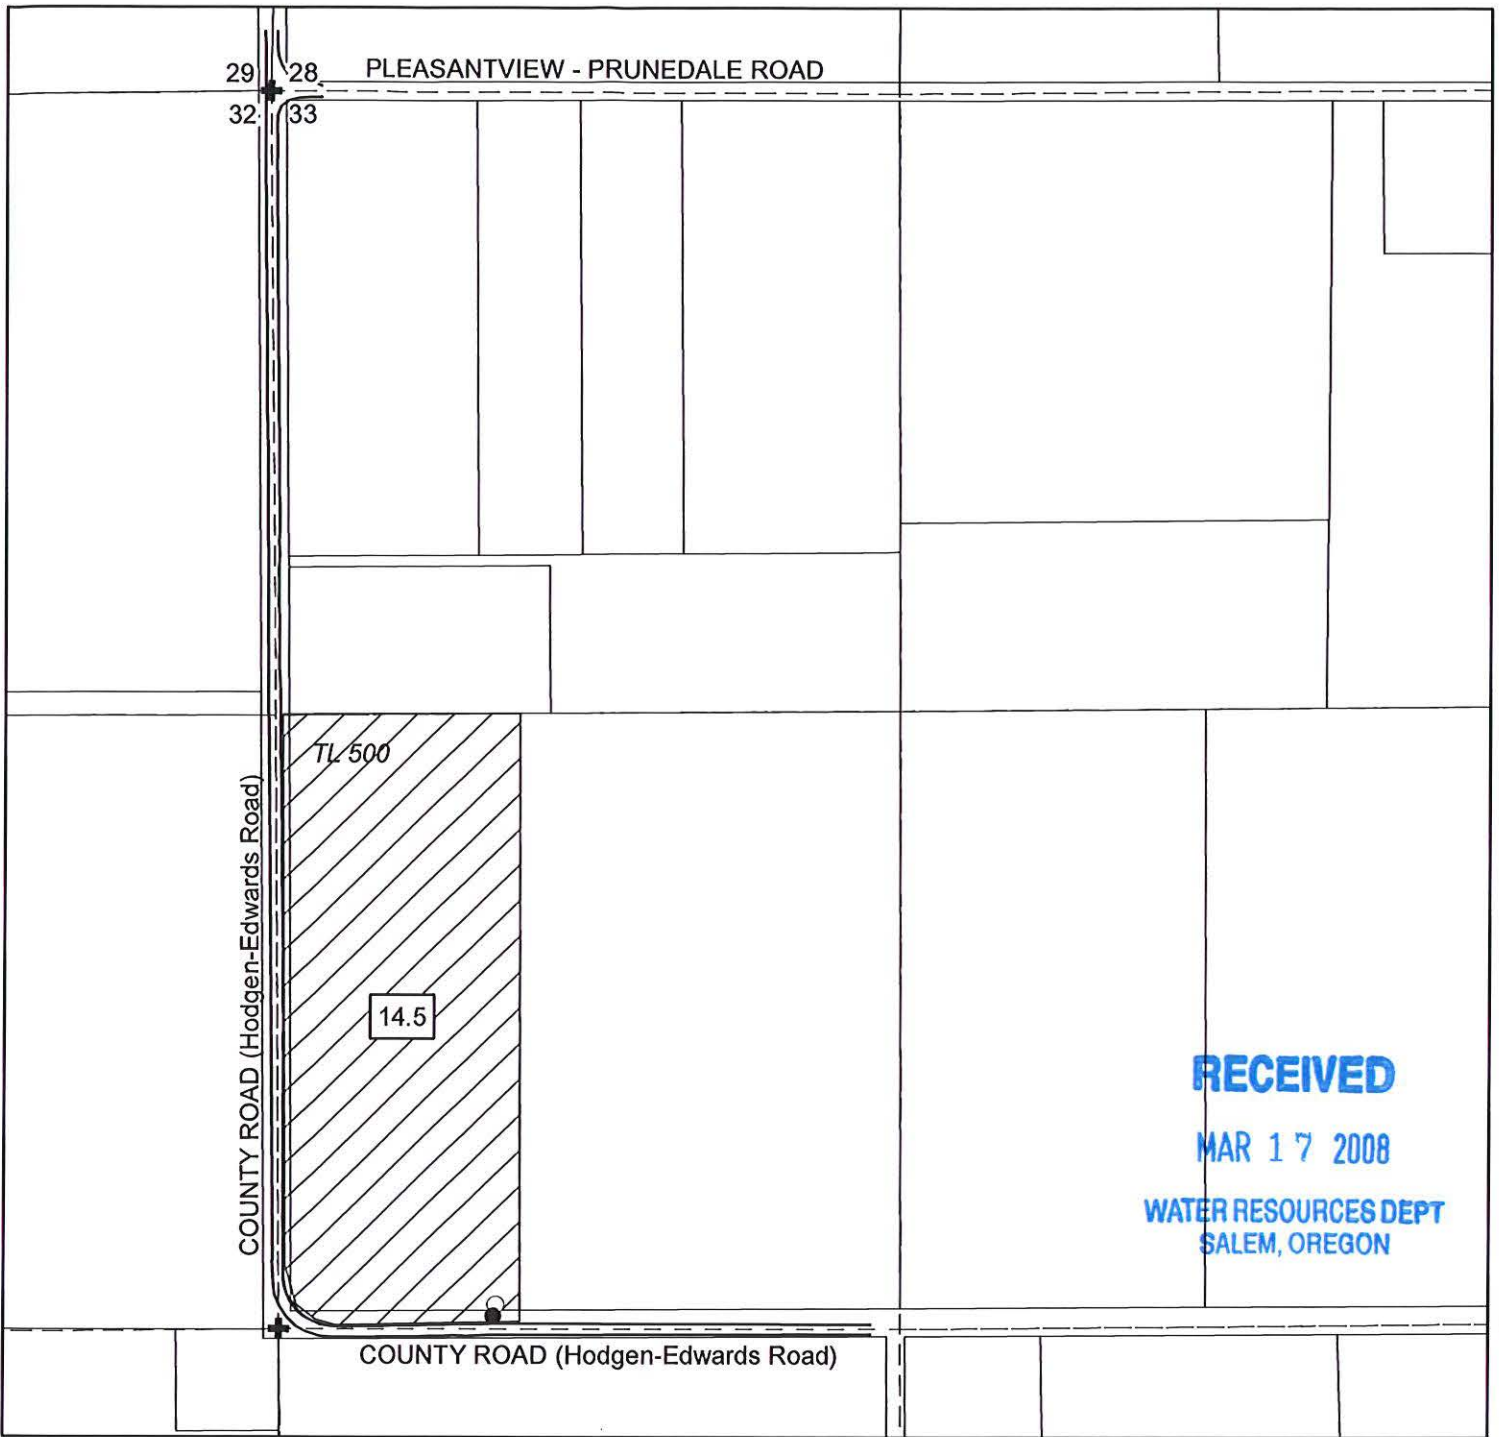 29 28 PLEASANTVIEW - PRUNEDALE ROAD
32 33
TL 500
COUNTY ROAD (Hodgen-Edwards Road)
14.5
RECEIVED
MAR 17 2008
WATER RESOURCES DEPT
SALEM, OREGON
COUNTY ROAD (Hodgen-Edwards Road)